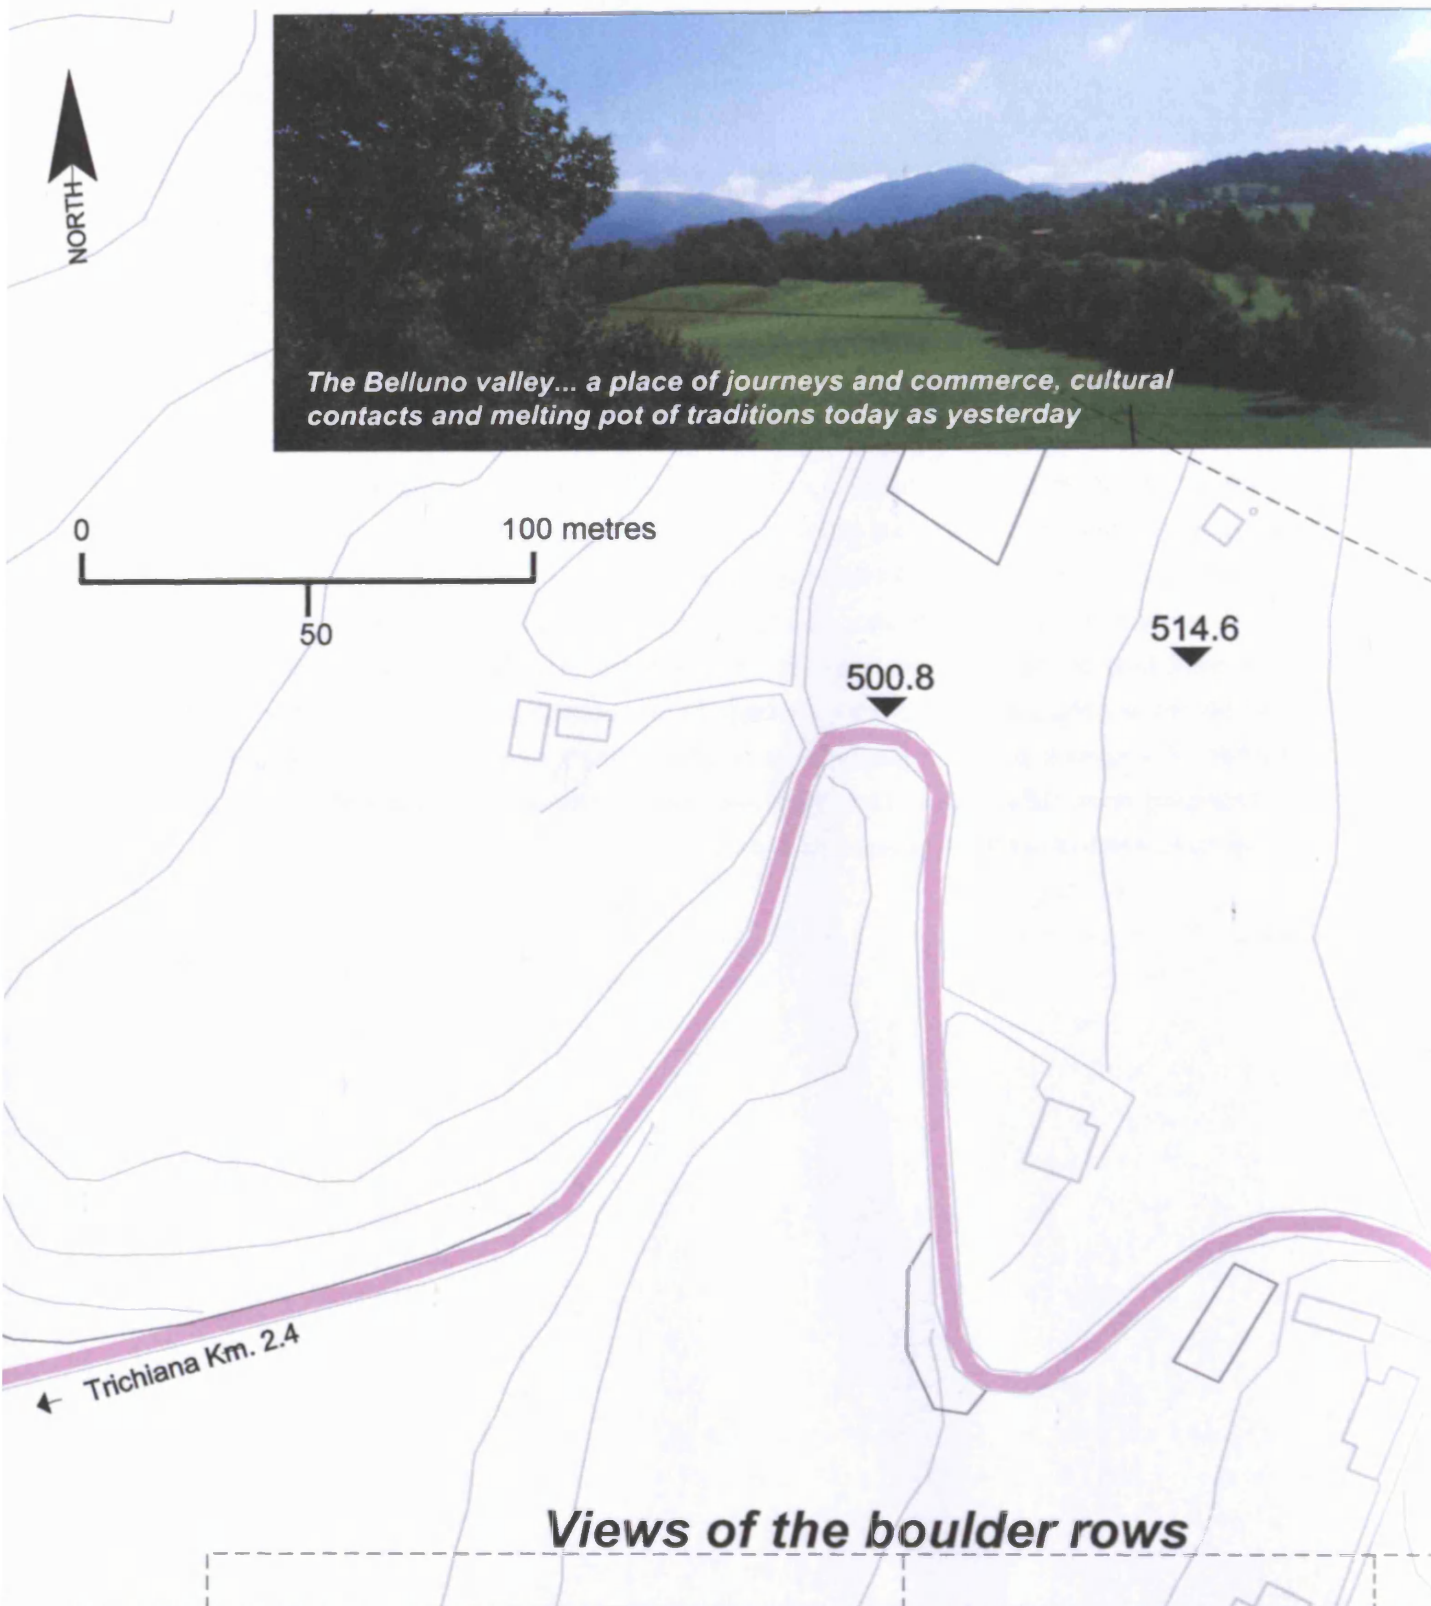 NORTH
The Belluno valley... a place of journeys and commerce, cultural
contacts and melting pot of traditions today as yesterday
0
100 metres
50
514.6
500.8
Trichiana Km. 2.4
Views of the boulder rows